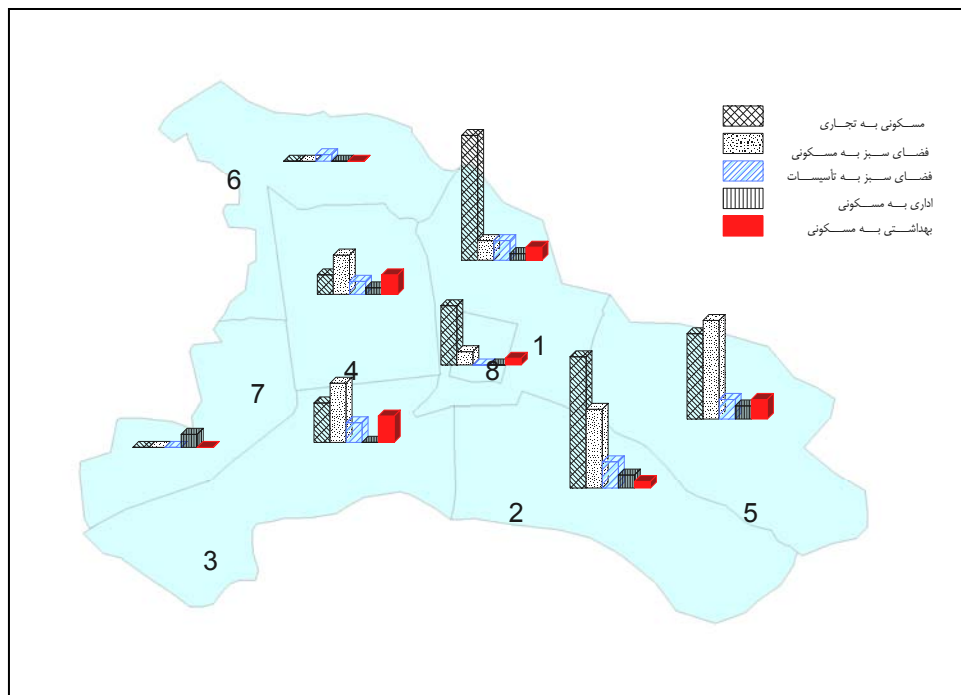 مسکونی به تجاری
فضای سبز به مسکونی
فضای سبز به تأسیسات
اداری به مسکونی
بهداشتی به مسکونی
6
1
4
8
7
2
5
3